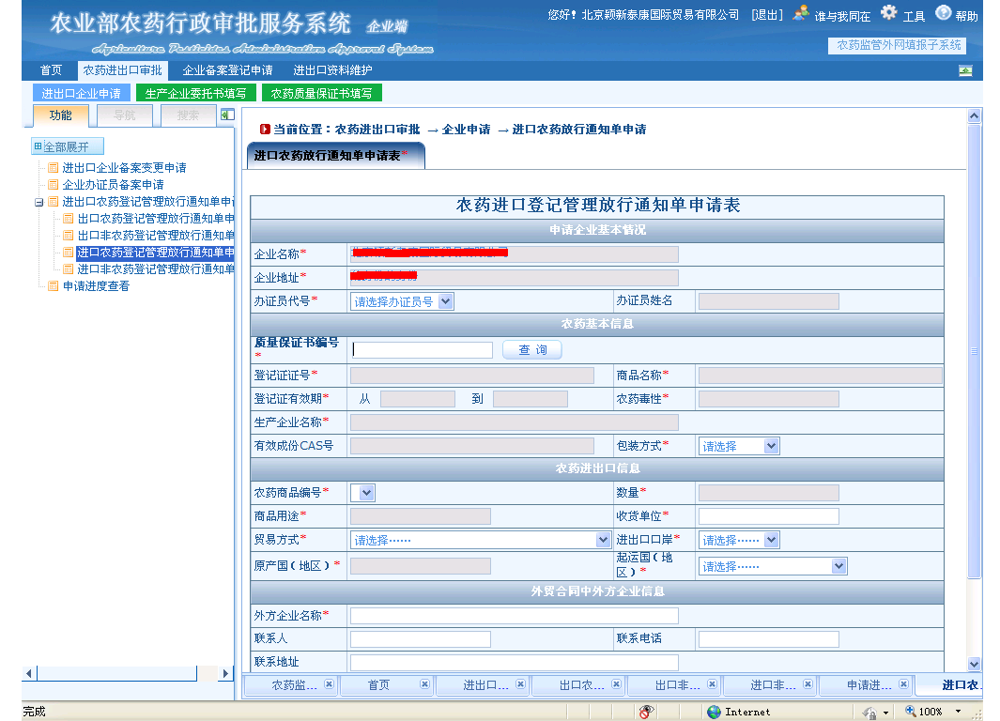 农业部农药行政审批服务系统 企业端
Agriculture Pesticides Administration Approval System
您好! 北京颖新泰康国际贸易有限公司 [退出] 谁与我同在 工具 帮助
农药监管外网填报子系统
首页 农药进出口审批 企业备案登记申请 进出口资料维护
进出口企业申请 生产企业委托书填写 农药质量保证书填写
功能 导航 搜索
全部展开
进出口企业备案变更申请
企业办证员备案申请
进出口农药登记管理放行通知单申请
出口农药登记管理放行通知单申
出口非农药登记管理放行通知单
进口农药登记管理放行通知单申
进口非农药登记管理放行通知单
申请进度查看
当前位置：农药进出口审批 →企业申请 →进口农药放行通知单申请
进口农药放行通知单申请表*
农药进口登记管理放行通知单申请表
申请企业基本情况
企业名称*
企业地址*
办证员代号* 请选择办证员号 办证员姓名
农药基本信息
质量保证书编号* 查 询
登记证证号* 商品名称*
登记证有效期* 从 到 农药毒性*
生产企业名称*
有效成份CAS号 包装方式* 请选择
农药进出口信息
农药商品编号* 数量*
商品用途* 收货单位*
贸易方式* 请选择…… 进出口口岸* 请选择……
原产国（地区）* 起运国（地区）* 请选择……
外贸合同中外方企业信息
外方企业名称*
联系人 联系电话
联系地址
农药监... 首页 进出口... 出口农... 出口非... 进口非... 申请进... 进口农.
完成 Internet 100%